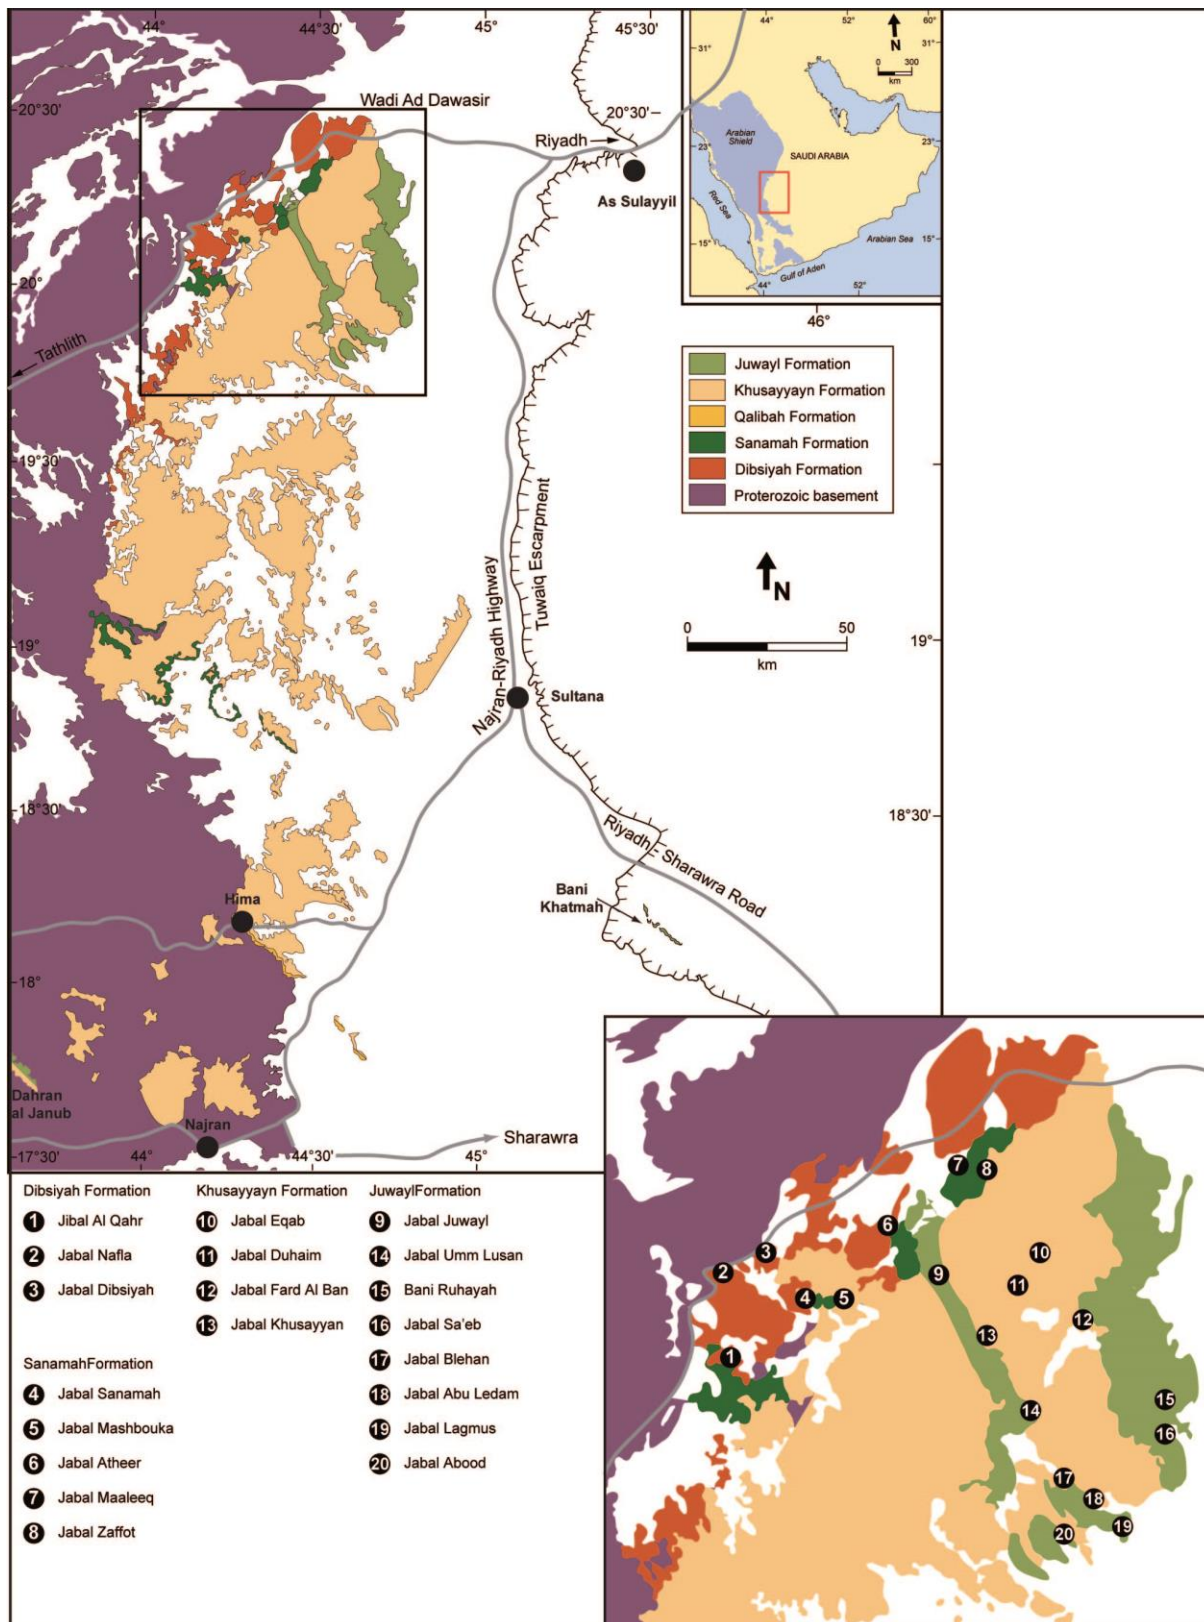 44°
44°30'
45°
45°30'
20°30'
Wadi Ad Dawasir
20°30'
Riyadh
As Sulayyil
20°
Tathlith
19°30'
19°
18°30'
18°
17°30'
44°
44°30'
45°
46°
19°
18°30'
Najran-Riyadh Highway
Tuwaiq Escarpment
Sultana
Riyadh - Sharawra Road
Bani
Khatmah
Hima
Dahran
al Janub
Najran
Sharawra
44°
52°
60°
31°
31°
N
0 300
km
Arabian
Shield
23°
23°
SAUDI ARABIA
Red Sea
15°
15°
Arabian Sea
Gulf of Aden
44°
52°
Juwayl Formation
Khusayyayn Formation
Qalibah Formation
Sanamah Formation
Dibsiyah Formation
Proterozoic basement
N
0 50
km
Dibsiyah Formation
1 Jibal Al Qahr
2 Jabal Nafla
3 Jabal Dibsiyah
SanamahFormation
4 Jabal Sanamah
5 Jabal Mashbouka
6 Jabal Atheer
7 Jabal Maaleeq
8 Jabal Zaffot
Khusayyayn Formation
10 Jabal Eqab
11 Jabal Duhaim
12 Jabal Fard Al Ban
13 Jabal Khusayyan
JuwaylFormation
9 Jabal Juwayl
14 Jabal Umm Lusan
15 Bani Ruhayah
16 Jabal Sa'eb
17 Jabal Blehan
18 Jabal Abu Ledam
19 Jabal Lagmus
20 Jabal Abood
7
8
6
3
2
9
10
11
4
5
12
13
1
15
14
16
17
18
19
20